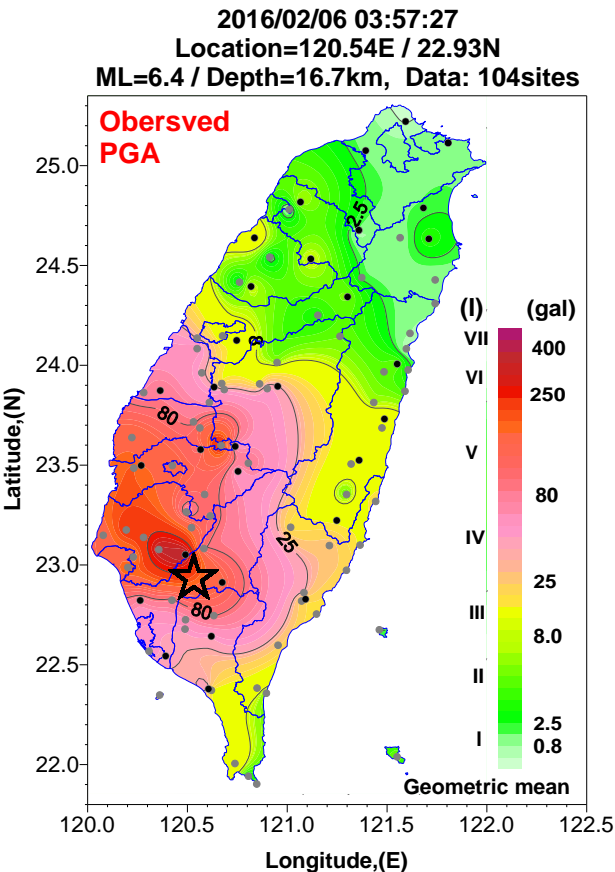 2016/02/06 03:57:27
Location=120.54E / 22.93N
ML=6.4 / Depth=16.7km, Data: 104sites
Obersved
PGA
25.0
24.5
24.0
23.5
23.0
22.5
22.0
Latitude,(N)
2.5
8
80
25
80
(I) (gal)
VII
400
VI
250
V
80
IV
25
III
8.0
II
2.5
I
0.8
Geometric mean
120.0 120.5 121.0 121.5 122.0 122.5
Longitude,(E)